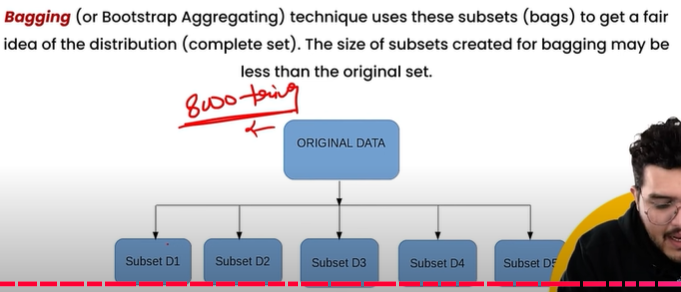 Bagging (or Bootstrap Aggregating) technique uses these subsets (bags) to get a fair
idea of the distribution (complete set). The size of subsets created for bagging may be
less than the original set.
8000
ORIGINAL DATA
Subset D1
Subset D2
Subset D3
Subset D4
Subset D5